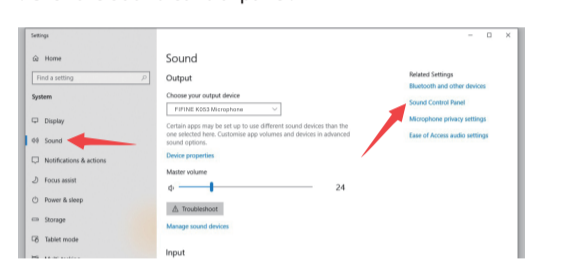 Settings
Home
Find a setting
System
Display
Sound
Notifications & actions
Focus assist
Power & sleep
Storage
Tablet mode
Sound
Output
Choose your output device
FIFINE K053 Microphone
Certain apps may be set up to use different sound devices than the
one selected here. Customise app volumes and devices in advanced
sound options.
Device properties
Master volume
24
Troubleshoot
Manage sound devices
Input
Related Settings
Bluetooth and other devices
Sound Control Panel
Microphone privacy settings
Ease of Access audio settings